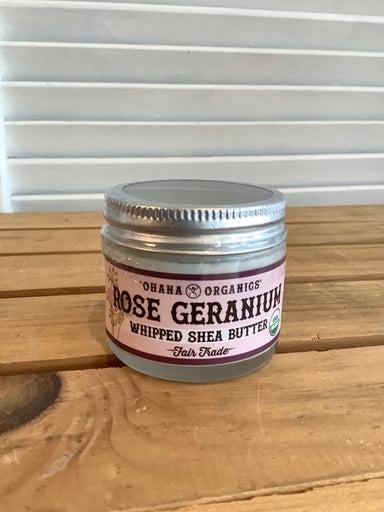 "OHANA ORGANICS"
ROSE GERANIUM
WHIPPED SHEA BUTTER
Fair Trade